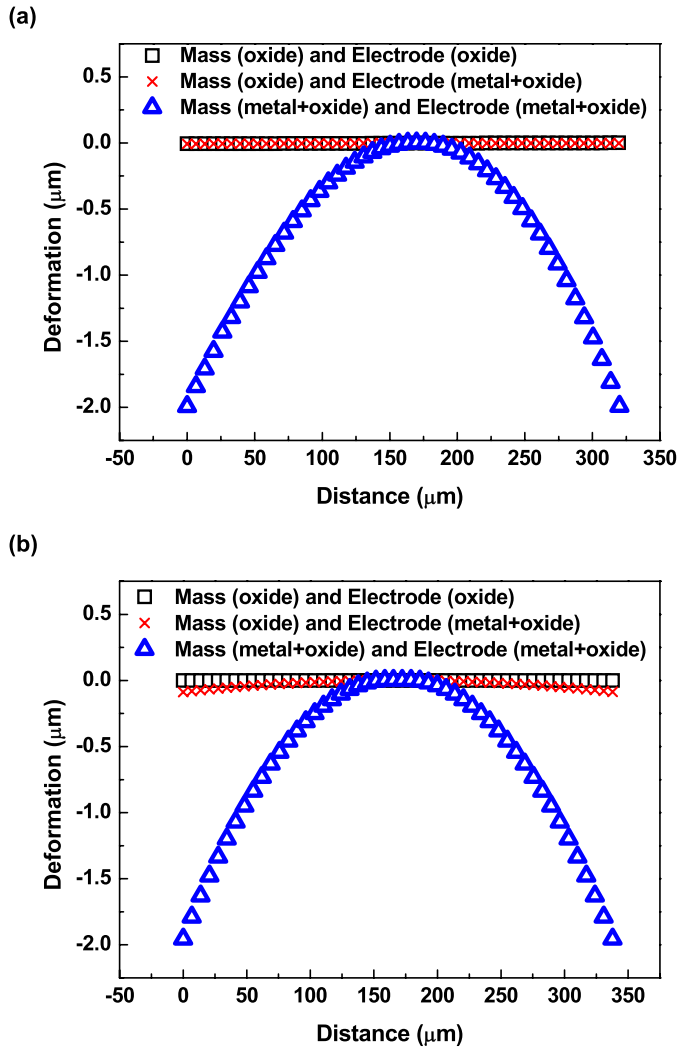 (a)
Mass (oxide) and Electrode (oxide)
Mass (oxide) and Electrode (metal+oxide)
Mass (metal+oxide) and Electrode (metal+oxide)
0.5
0.0
-0.5
-1.0
-1.5
-2.0
Deformation (μm)
-50 0 50 100 150 200 250 300 350
Distance (μm)
(b)
Mass (oxide) and Electrode (oxide)
Mass (oxide) and Electrode (metal+oxide)
Mass (metal+oxide) and Electrode (metal+oxide)
0.5
0.0
-0.5
-1.0
-1.5
-2.0
Deformation (μm)
-50 0 50 100 150 200 250 300 350
Distance (μm)